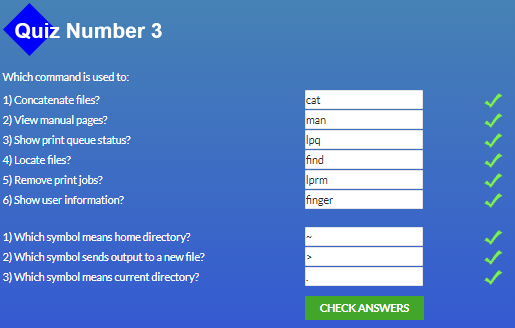 Quiz Number 3
Which command is used to:
1) Concatenate files? cat
2) View manual pages? man
3) Show print queue status? lpq
4) Locate files? find
5) Remove print jobs? lprm
6) Show user information? finger
1) Which symbol means home directory? ~
2) Which symbol sends output to a new file? >
3) Which symbol means current directory? .
CHECK ANSWERS